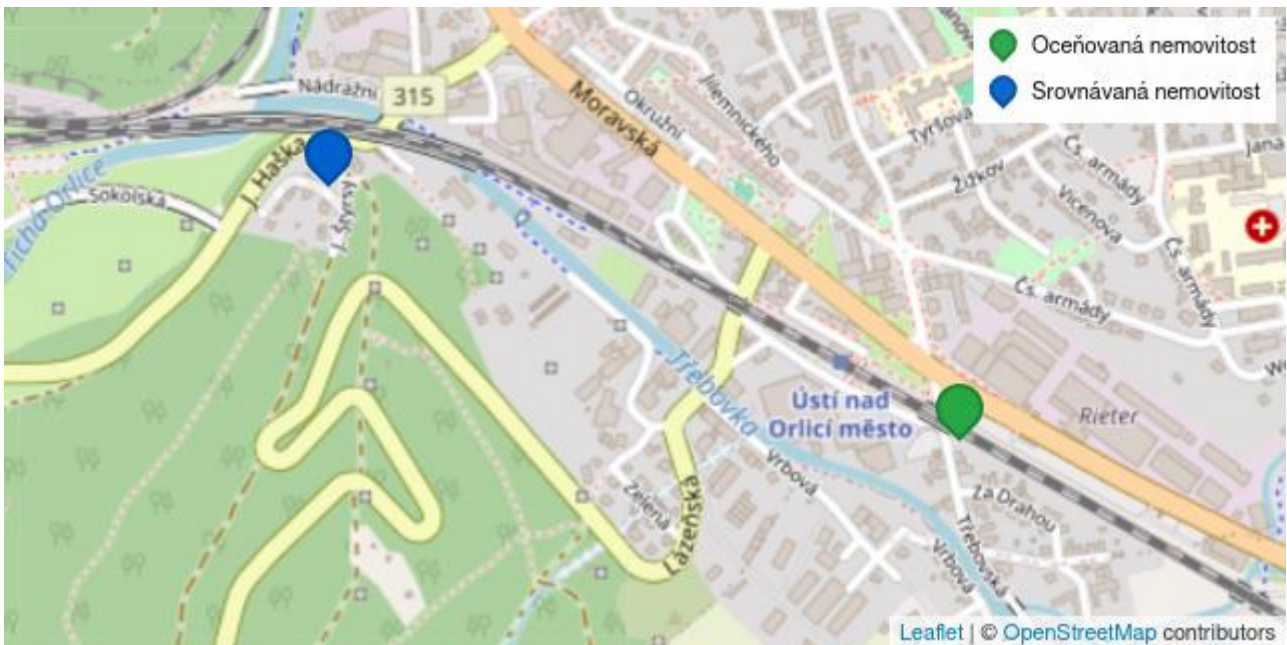 Oceňovaná nemovitost
Srovnávaná nemovitost
Nádražní
315
Moravská
Okružní
Jilemnického
Tyršova
Žižkov
Čs. armády
Vicenova
Jana
J. Haška
Sokolská
J. Štyrsy
Tichá Orlice
Čs. armády
Čs. armády
Třebovka
Ústí nad
Orlicí město
Rieter
Vrbová
Zelená
Lázeňská
Za Drahou
Třebovská
Vrbová
Leaflet | © OpenStreetMap contributors